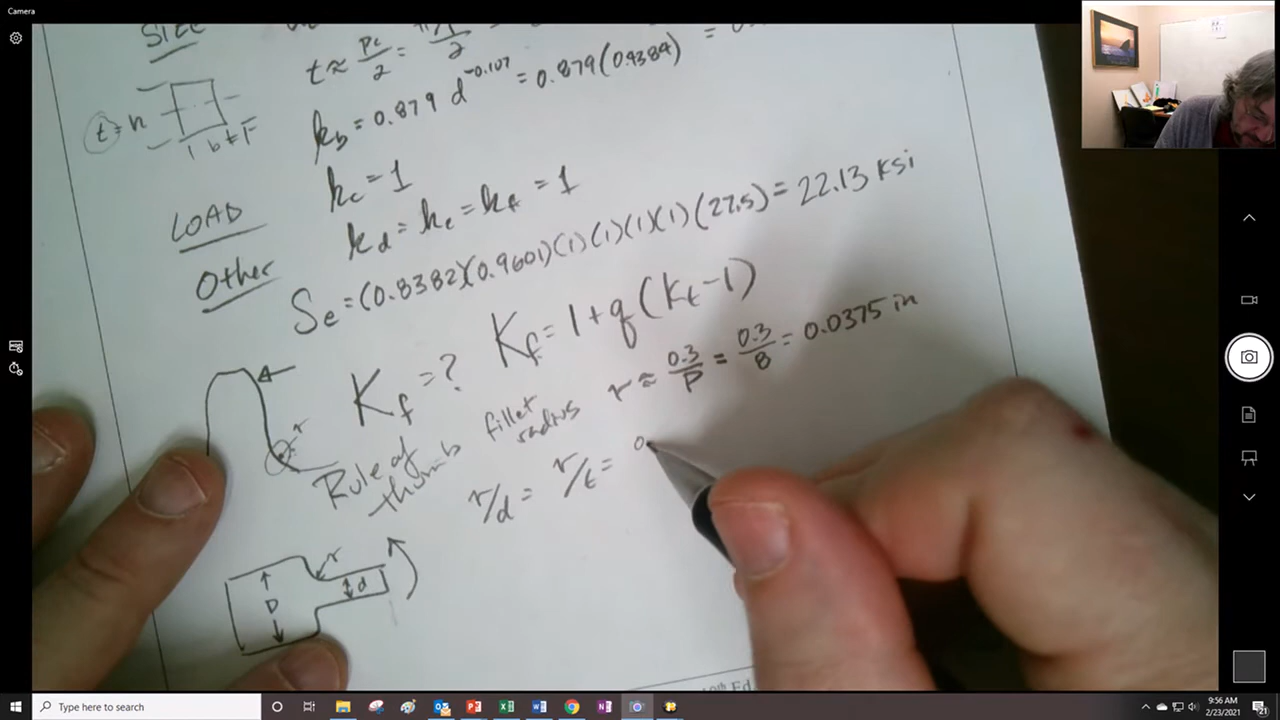 Camera
SIZE
t ≈ pc/2 =
kb = 0.879 d^-0.107 = 0.879(0.4384) =
t = h
1 b = F
LOAD
kc = 1
Other
kd = ke = kf = 1
Se = (0.8382)(0.9601)(1)(1)(1)(1)(27.5) = 22.13 ksi
Kf = ?
Kf = 1 + q(Kt - 1)
r
Rule of thumb
fillet radius
r ≈ 0.3/P = 0.3/8 = 0.0375 in
r/d = r/t = 0.
r
D
d
Ed
Type here to search
9:56 AM
2/23/2021
21